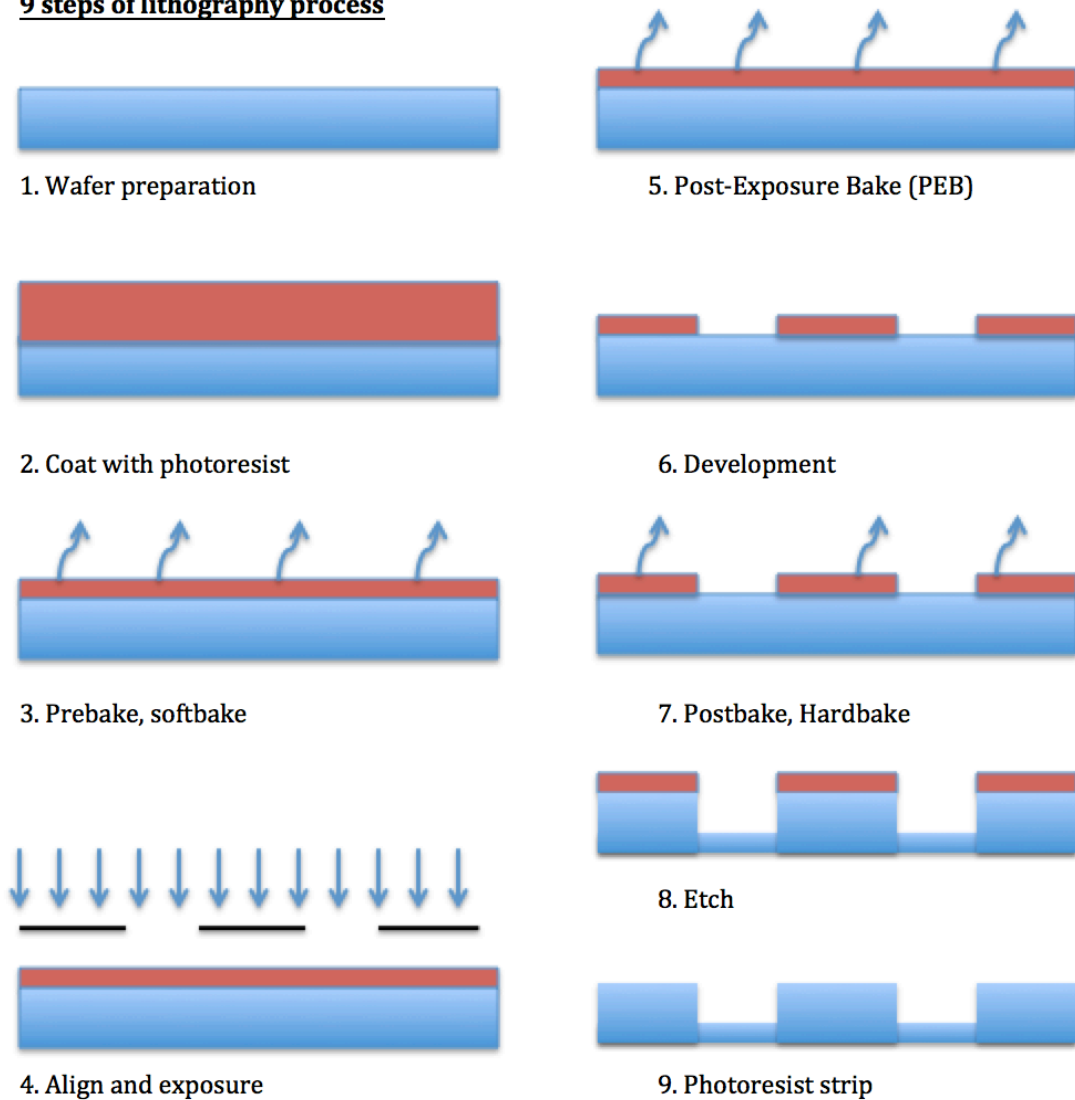 9 steps of lithography process
1. Wafer preparation
2. Coat with photoresist
3. Prebake, softbake
4. Align and exposure
5. Post-Exposure Bake (PEB)
6. Development
7. Postbake, Hardbake
8. Etch
9. Photoresist strip